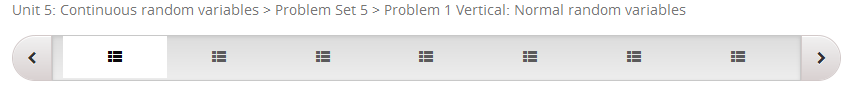 Unit 5: Continuous random variables > Problem Set 5 > Problem 1 Vertical: Normal random variables